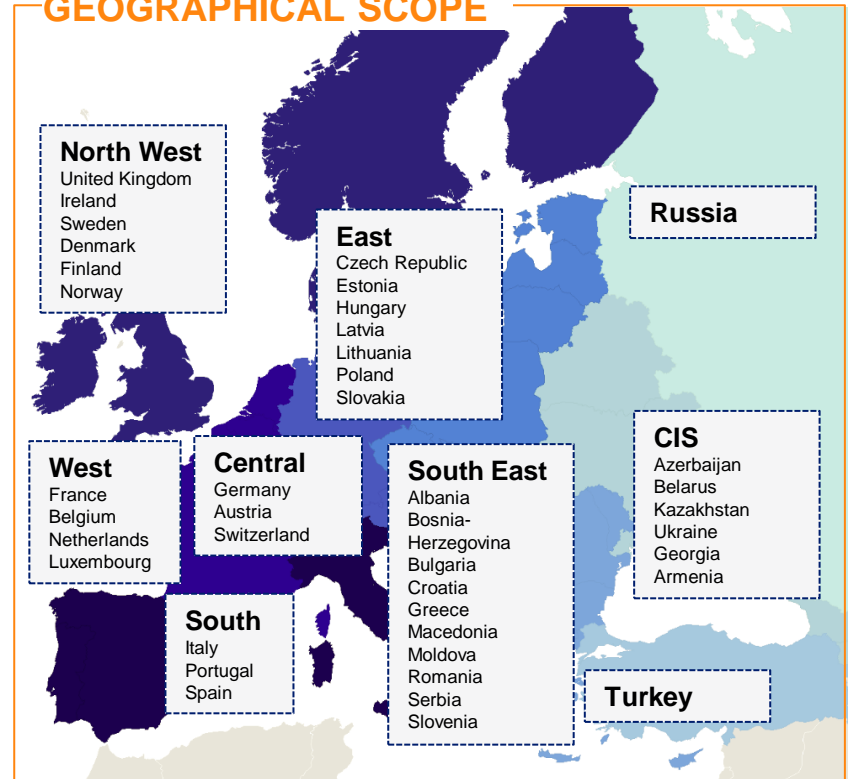 GEOGRAPHICAL SCOPE
North West
United Kingdom
Ireland
Sweden
Denmark
Finland
Norway
East
Czech Republic
Estonia
Hungary
Latvia
Lithuania
Poland
Slovakia
Russia
West
France
Belgium
Netherlands
Luxembourg
Central
Germany
Austria
Switzerland
South East
Albania
Bosnia-
Herzegovina
Bulgaria
Croatia
Greece
Macedonia
Moldova
Romania
Serbia
Slovenia
CIS
Azerbaijan
Belarus
Kazakhstan
Ukraine
Georgia
Armenia
South
Italy
Portugal
Spain
Turkey